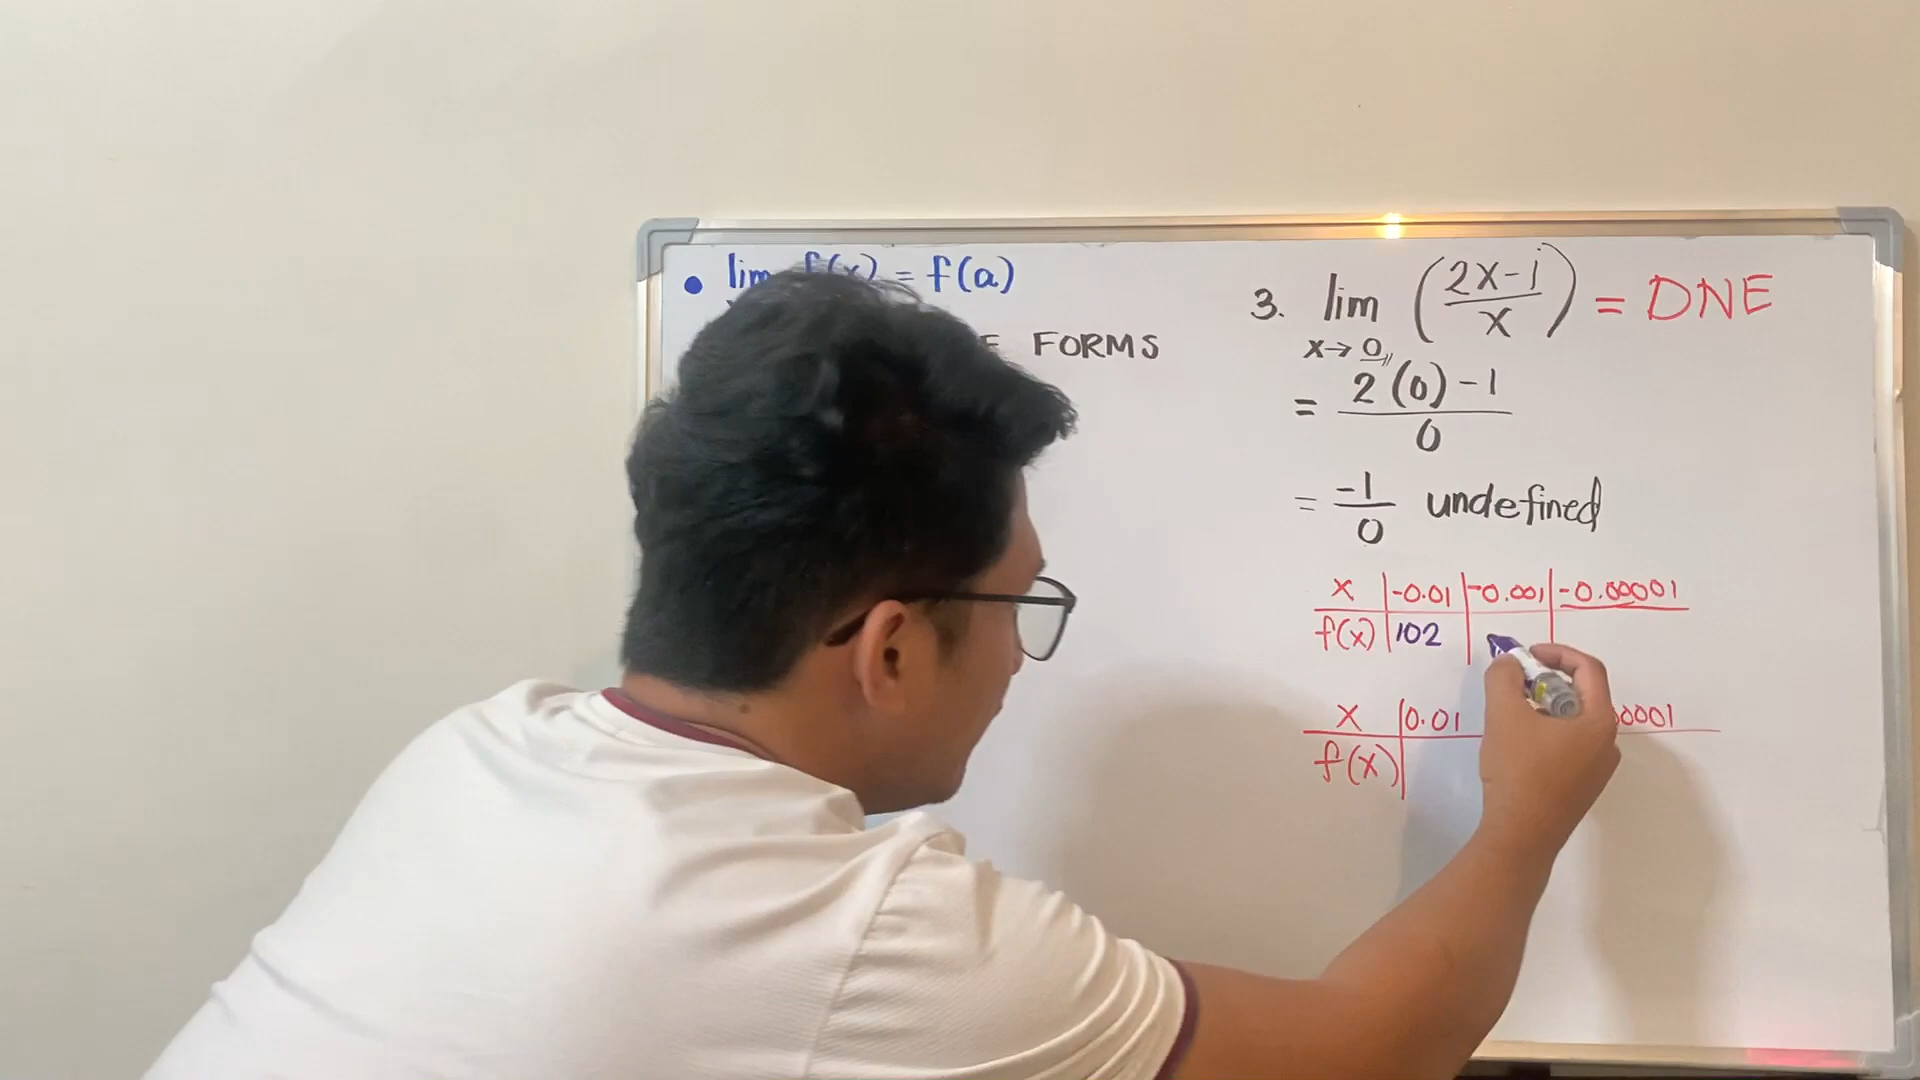 • lim f(x) = f(a)
FORMS
3. lim (2x-1/x) = DNE
x→0
= 2(0)-1/0
= -1/0 undefined
x | -0.01 | -0.001 | -0.00001
f(x) | 102
x | 0.01
f(x)